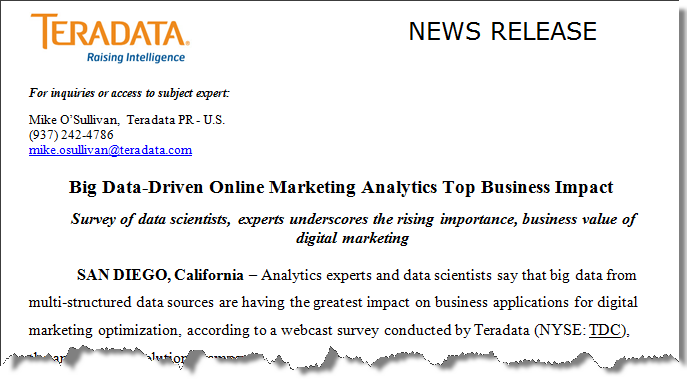 TERADATA.
Raising Intelligence
NEWS RELEASE
For inquiries or access to subject expert:
Mike O'Sullivan, Teradata PR - U.S.
(937) 242-4786
mike.osullivan@teradata.com
Big Data-Driven Online Marketing Analytics Top Business Impact
Survey of data scientists, experts underscores the rising importance, business value of
digital marketing
SAN DIEGO, California – Analytics experts and data scientists say that big data from
multi-structured data sources are having the greatest impact on business applications for digital
marketing optimization, according to a webcast survey conducted by Teradata (NYSE: TDC),